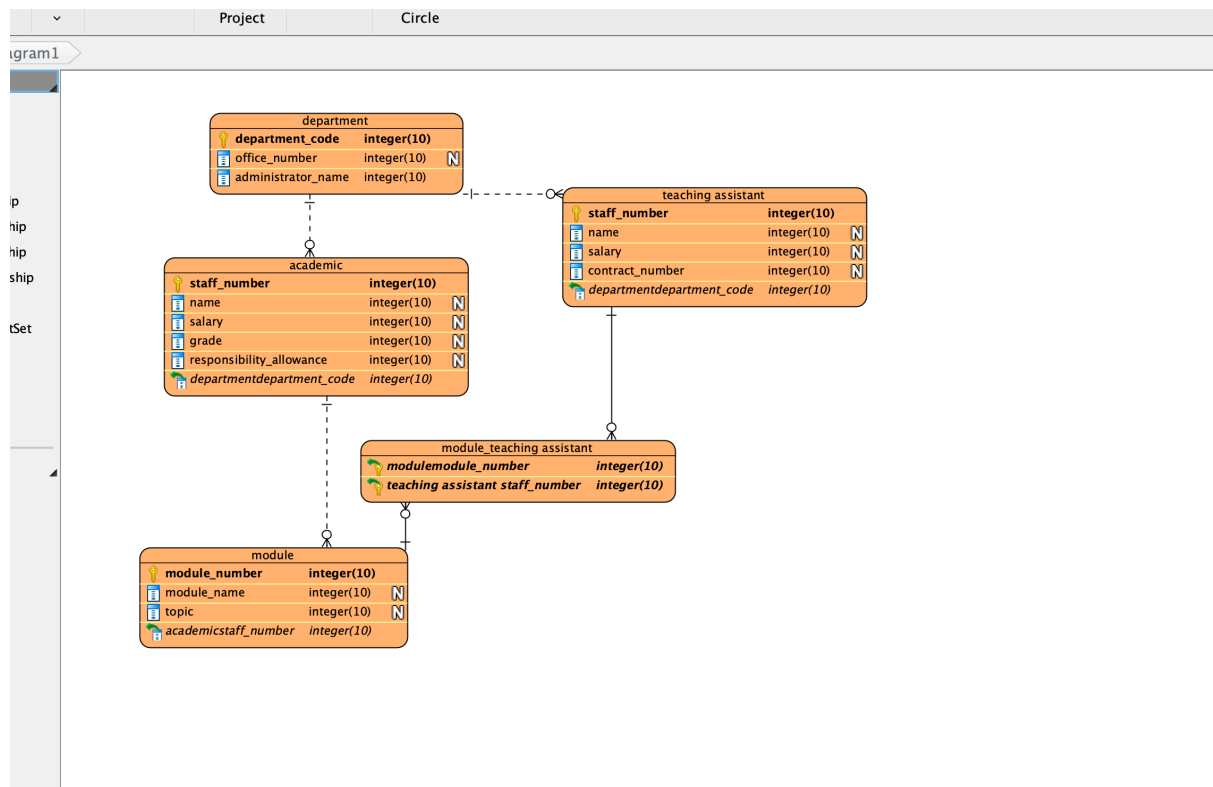 Project Circle
agram1
department
department_code integer(10)
office_number integer(10) N
administrator_name integer(10)
ip
hip
hip
ship
tSet
teaching assistant
staff_number integer(10)
name integer(10) N
salary integer(10) N
contract_number integer(10) N
departmentdepartment_code integer(10)
academic
staff_number integer(10)
name integer(10) N
salary integer(10) N
grade integer(10) N
responsibility_allowance integer(10) N
departmentdepartment_code integer(10)
module_teaching assistant
modulemodule_number integer(10)
teaching assistant staff_number integer(10)
module
module_number integer(10)
module_name integer(10) N
topic integer(10) N
academicstaff_number integer(10)